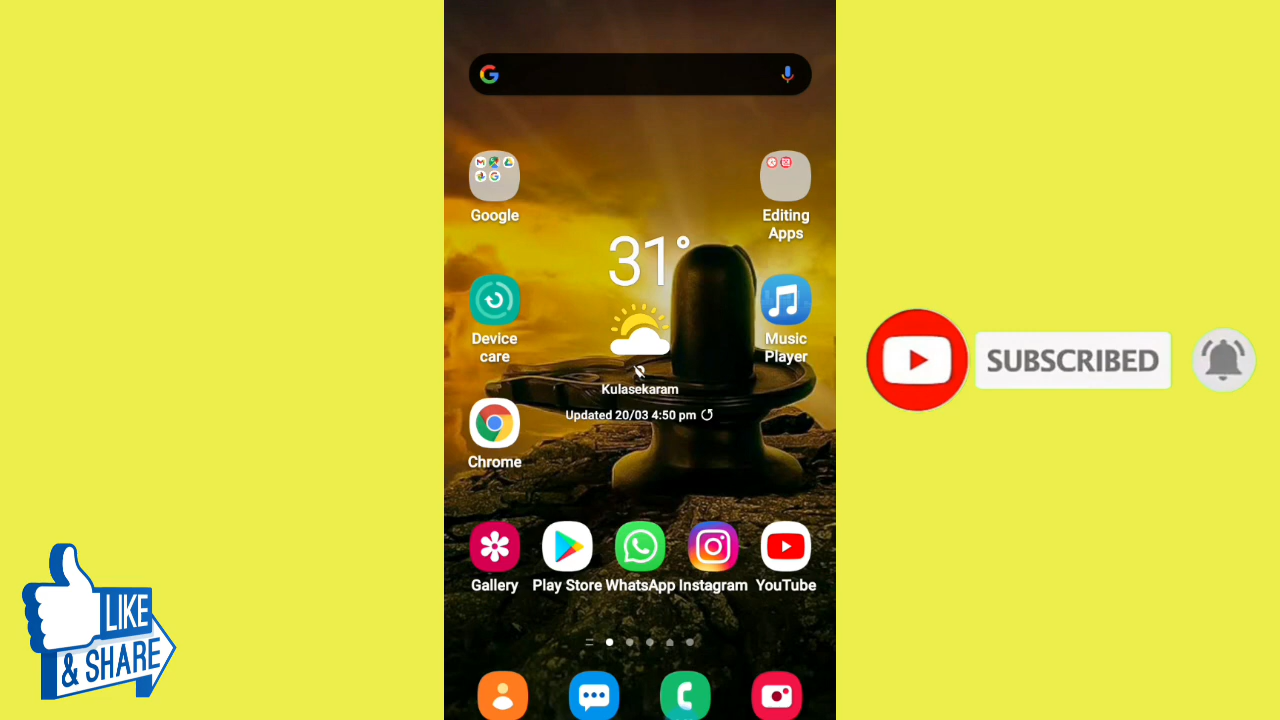 Google
Editing
Apps
31°
Device
care
Music
Player
Kulasekaram
Updated 20/03 4:50 pm
Chrome
SUBSCRIBED
Gallery
Play Store
WhatsApp
Instagram
YouTube
LIKE
& SHARE